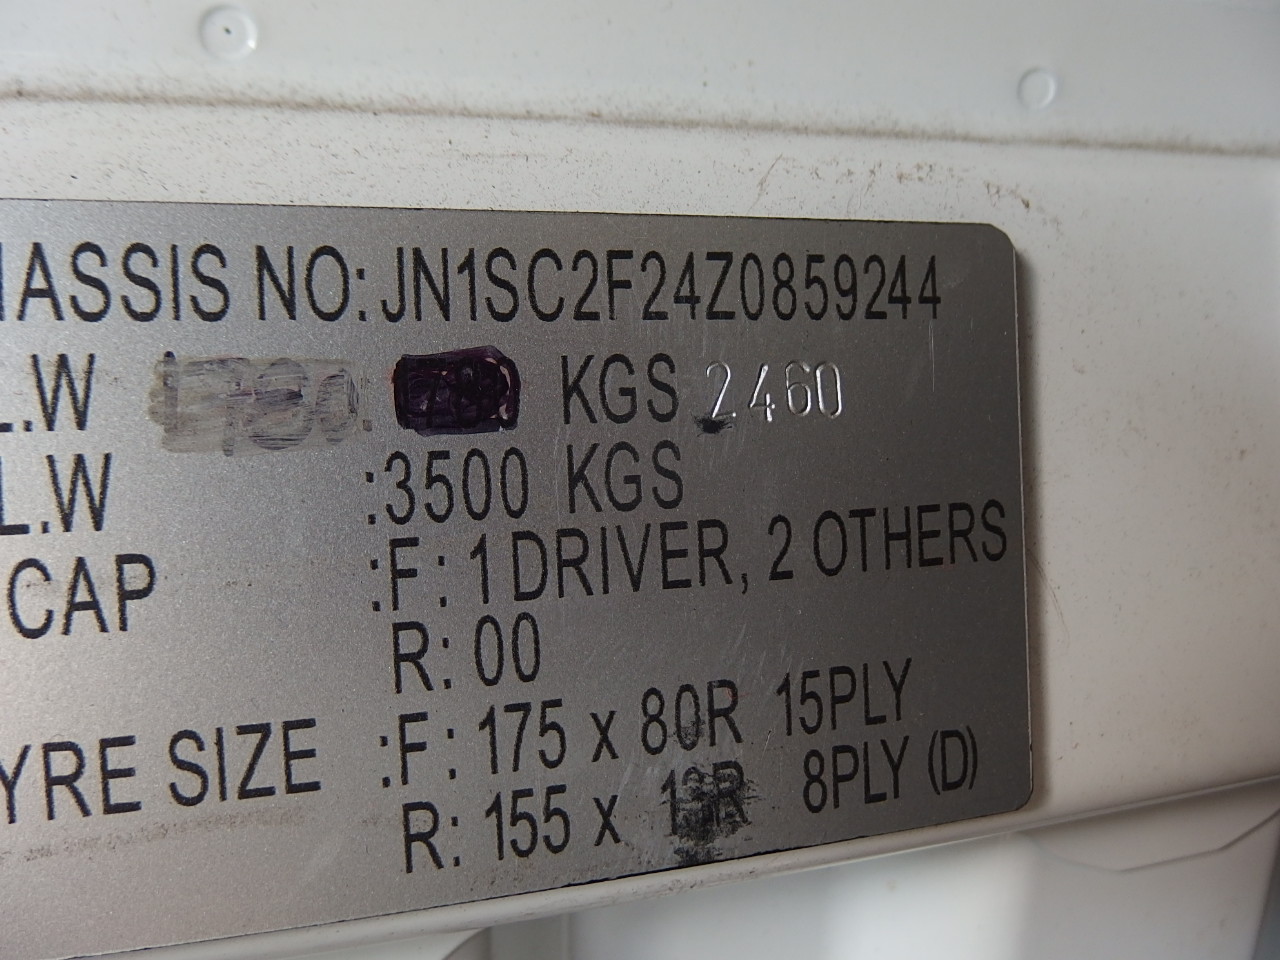 HASSIS NO: JN1SC2F24Z0859244
L.W KGS 2460
L.W :3500 KGS
CAP :F: 1 DRIVER, 2 OTHERS
R: 00
YRE SIZE :F: 175 x 80R 15PLY
R: 155 x 8PLY (D)